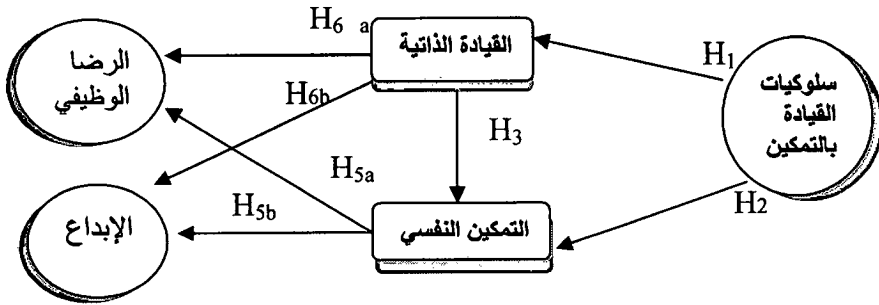 H6 a
القيادة الذاتية
الرضا
الوظيفي
H1
سلوكيات
القيادة
بالتمكين
H6b
H3
H5a
H2
H5b
الإبداع
التمكين النفسي